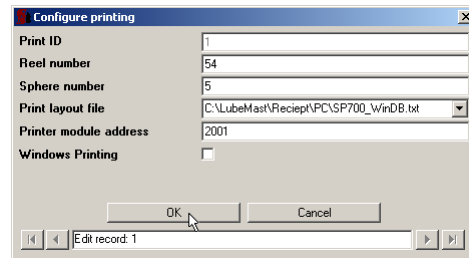 Configure printing
Print ID 1
Reel number 54
Sphere number 5
Print layout file C:\LubeMast\Reciept\PC\SP700_WinDB.txt
Printer module address 2001
Windows Printing
OK Cancel
Edit record: 1